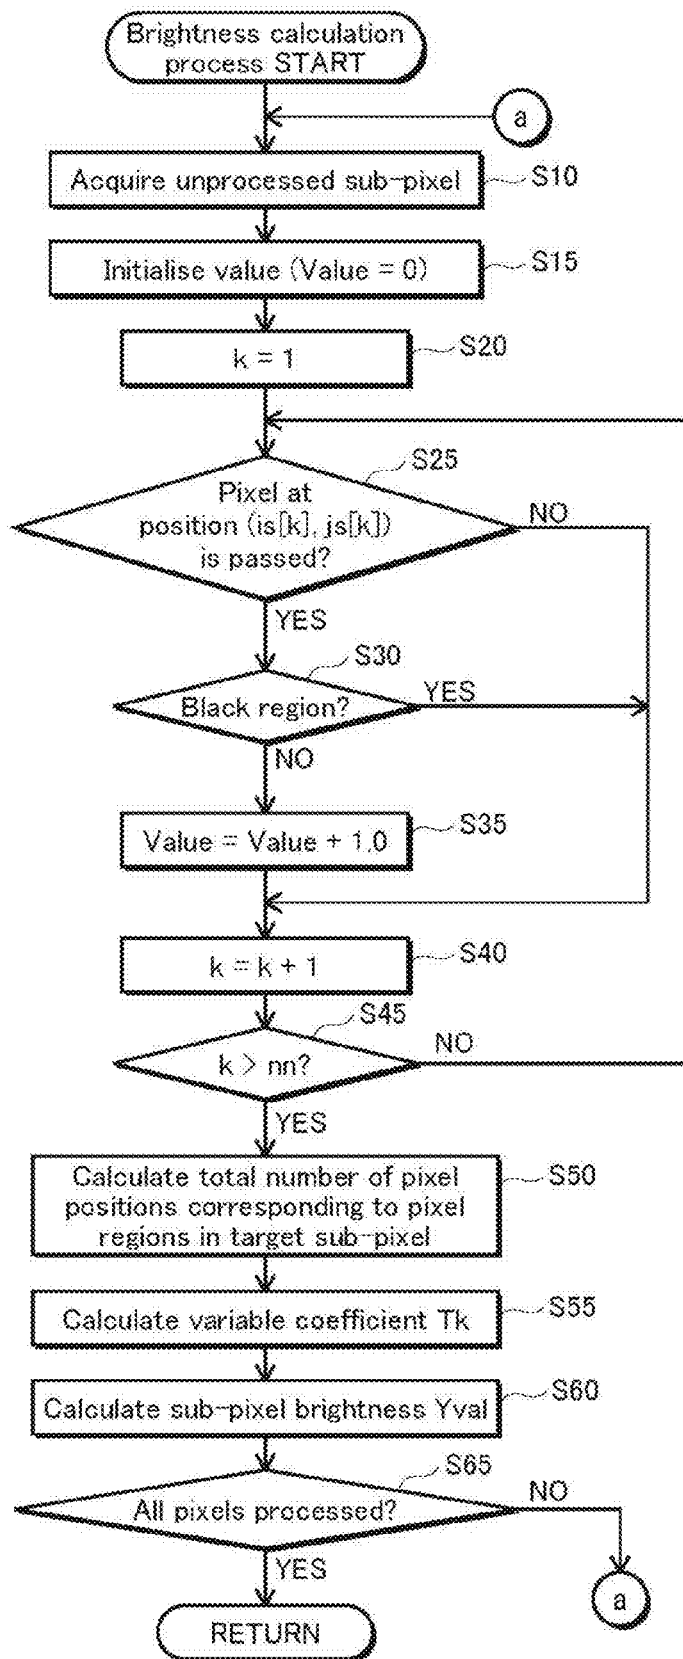 Brightness calculation
process START
a
Acquire unprocessed sub-pixel
S10
Initialise value (Value = 0)
S15
k = 1
S20
S25
Pixel at
position (is[k], js[k])
is passed?
NO
YES
S30
Black region?
YES
NO
Value = Value + 1.0
S35
k = k + 1
S40
S45
k > nn?
NO
YES
Calculate total number of pixel
positions corresponding to pixel
regions in target sub-pixel
S50
Calculate variable coefficient Tk
S55
Calculate sub-pixel brightness Yval
S60
S65
All pixels processed?
NO
YES
a
RETURN